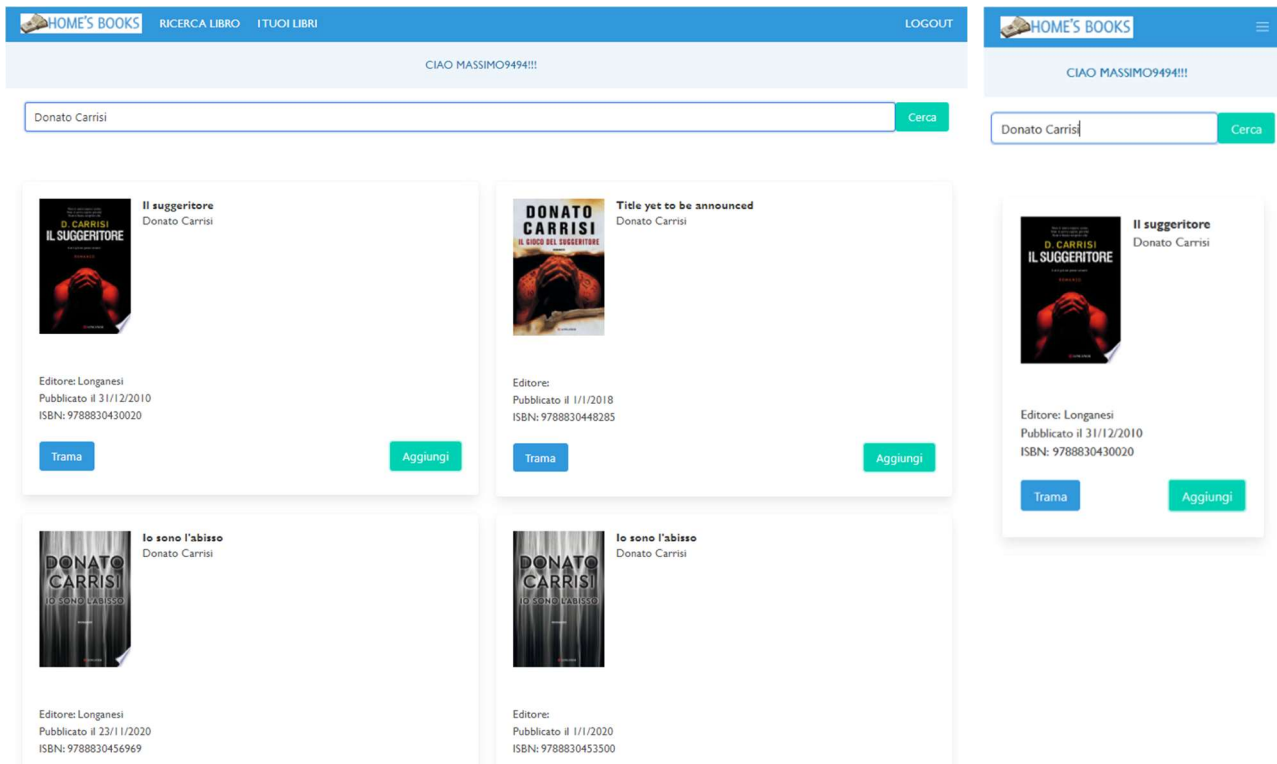 HOME'S BOOKS RICERCA LIBRO I TUOI LIBRI LOGOUT
CIAO MASSIMO9494!!!
Donato Carrisi Cerca
Il suggeritore
Donato Carrisi
D. CARRISI
IL SUGGERITORE
ROMANZO
Editore: Longanesi
Pubblicato il 31/12/2010
ISBN: 9788830430020
Trama Aggiungi
Title yet to be announced
Donato Carrisi
DONATO
CARRISI
IL GIOCO DEL SUGGERITORE
Editore:
Pubblicato il 1/1/2018
ISBN: 9788830448285
Trama Aggiungi
Io sono l'abisso
Donato Carrisi
DONATO
CARRISI
IO SONO L'ABISSO
Editore: Longanesi
Pubblicato il 23/11/2020
ISBN: 9788830456969
Io sono l'abisso
Donato Carrisi
DONATO
CARRISI
IO SONO L'ABISSO
Editore:
Pubblicato il 1/1/2020
ISBN: 9788830453500
HOME'S BOOKS
CIAO MASSIMO9494!!!
Donato Carrisi Cerca
Il suggeritore
Donato Carrisi
D. CARRISI
IL SUGGERITORE
ROMANZO
Editore: Longanesi
Pubblicato il 31/12/2010
ISBN: 9788830430020
Trama Aggiungi